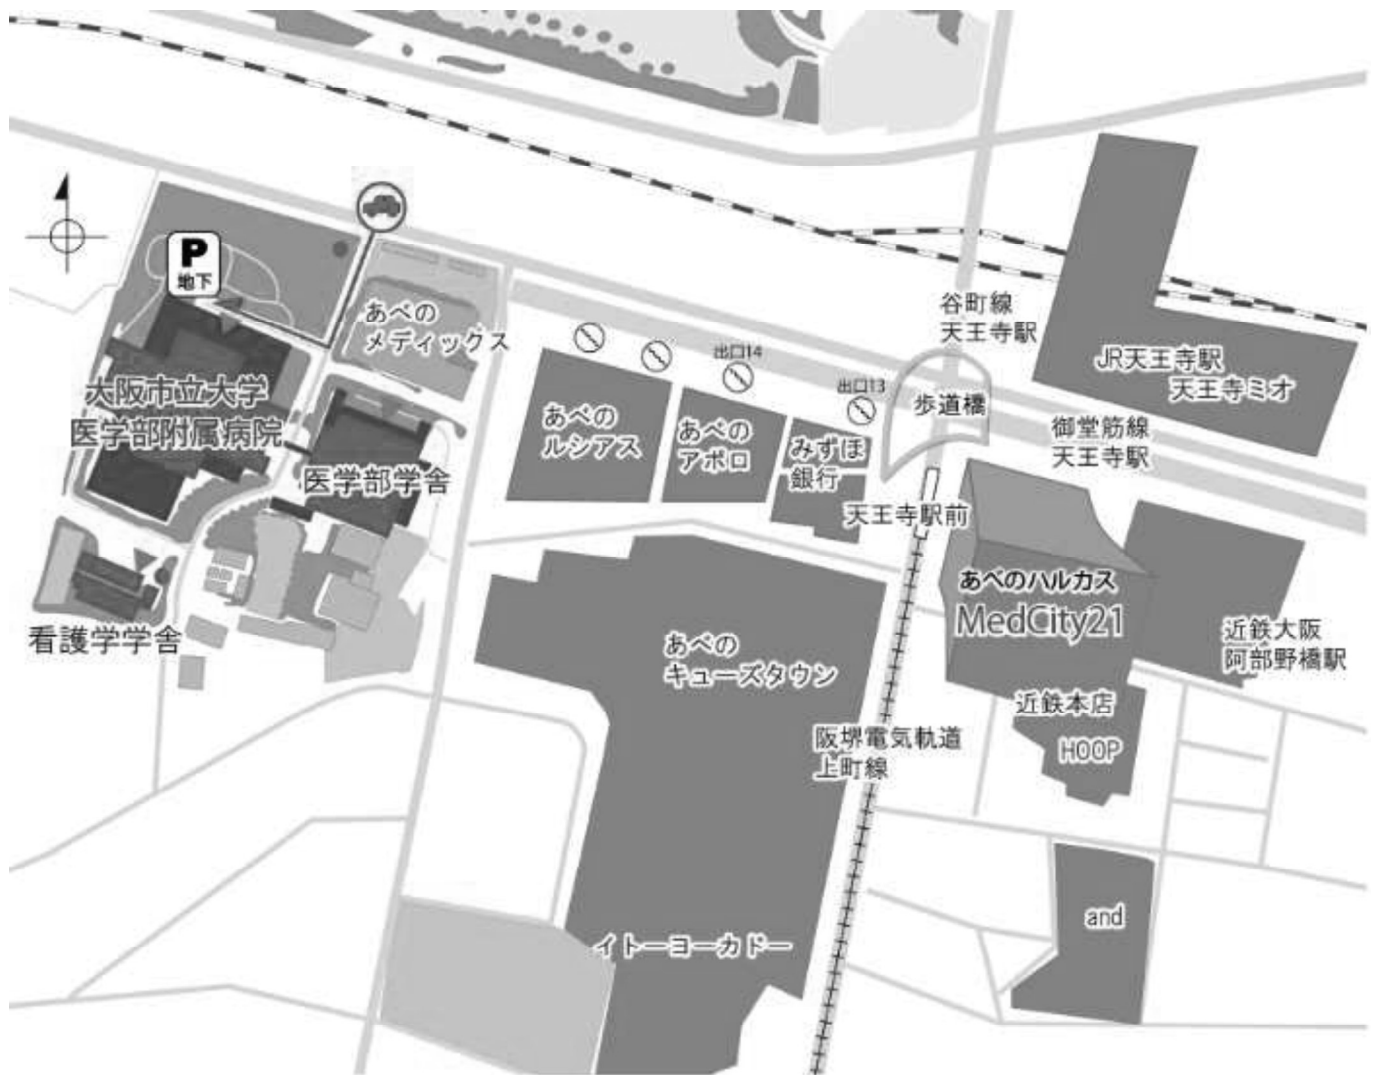 P
地下
あべの
メディックス
大阪市立大学
医学部附属病院
医学部学舎
看護学学舎
出口14
出口13
あべの
ルシアス
あべの
アポロ
みずほ
銀行
谷町線
天王寺駅
歩道橋
JR天王寺駅
天王寺ミオ
御堂筋線
天王寺駅
天王寺駅前
あべのハルカス
MedCity21
近鉄大阪
阿部野橋駅
近鉄本店
HOOP
あべの
キューズタウン
阪堺電気軌道
上町線
イトーヨーカドー
and